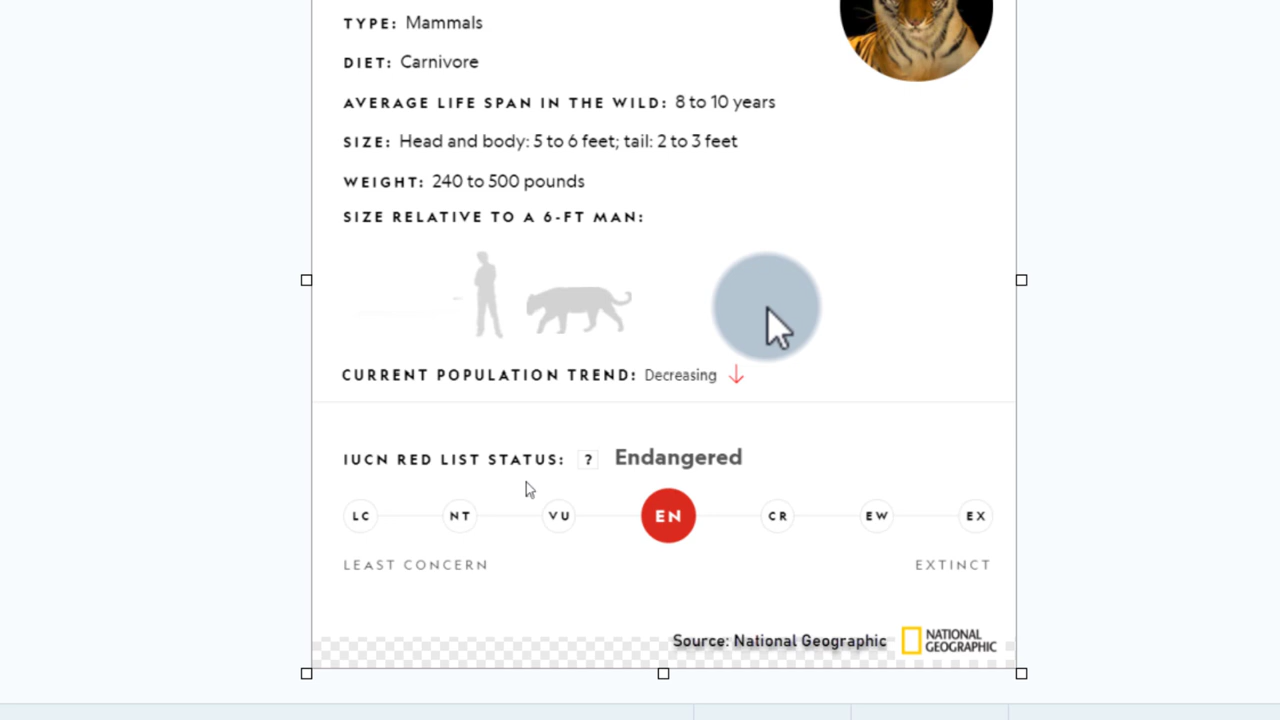 TYPE: Mammals
DIET: Carnivore
AVERAGE LIFE SPAN IN THE WILD: 8 to 10 years
SIZE: Head and body: 5 to 6 feet; tail: 2 to 3 feet
WEIGHT: 240 to 500 pounds
SIZE RELATIVE TO A 6-FT MAN:
CURRENT POPULATION TREND: Decreasing
IUCN RED LIST STATUS: ? Endangered
LC NT VU EN CR EW EX
LEAST CONCERN EXTINCT
Source: National Geographic NATIONAL
GEOGRAPHIC